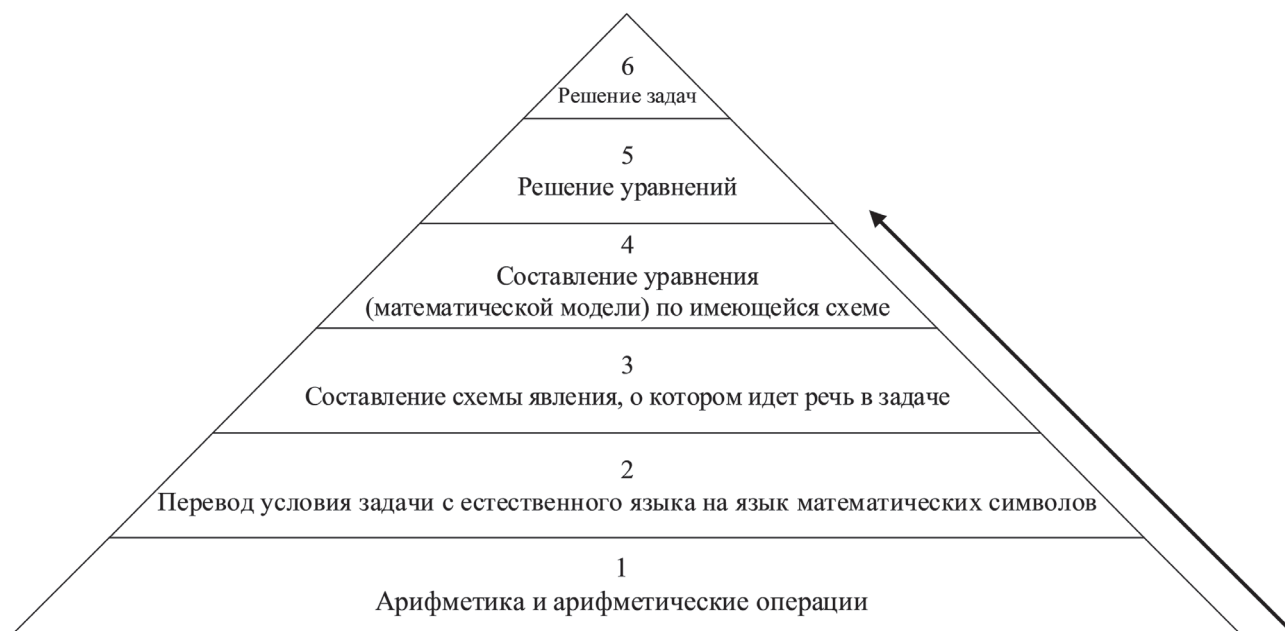 6
Решение задач
5
Решение уравнений
4
Составление уравнения
(математической модели) по имеющейся схеме
3
Составление схемы явления, о котором идет речь в задаче
2
Перевод условия задачи с естественного языка на язык математических символов
1
Арифметика и арифметические операции